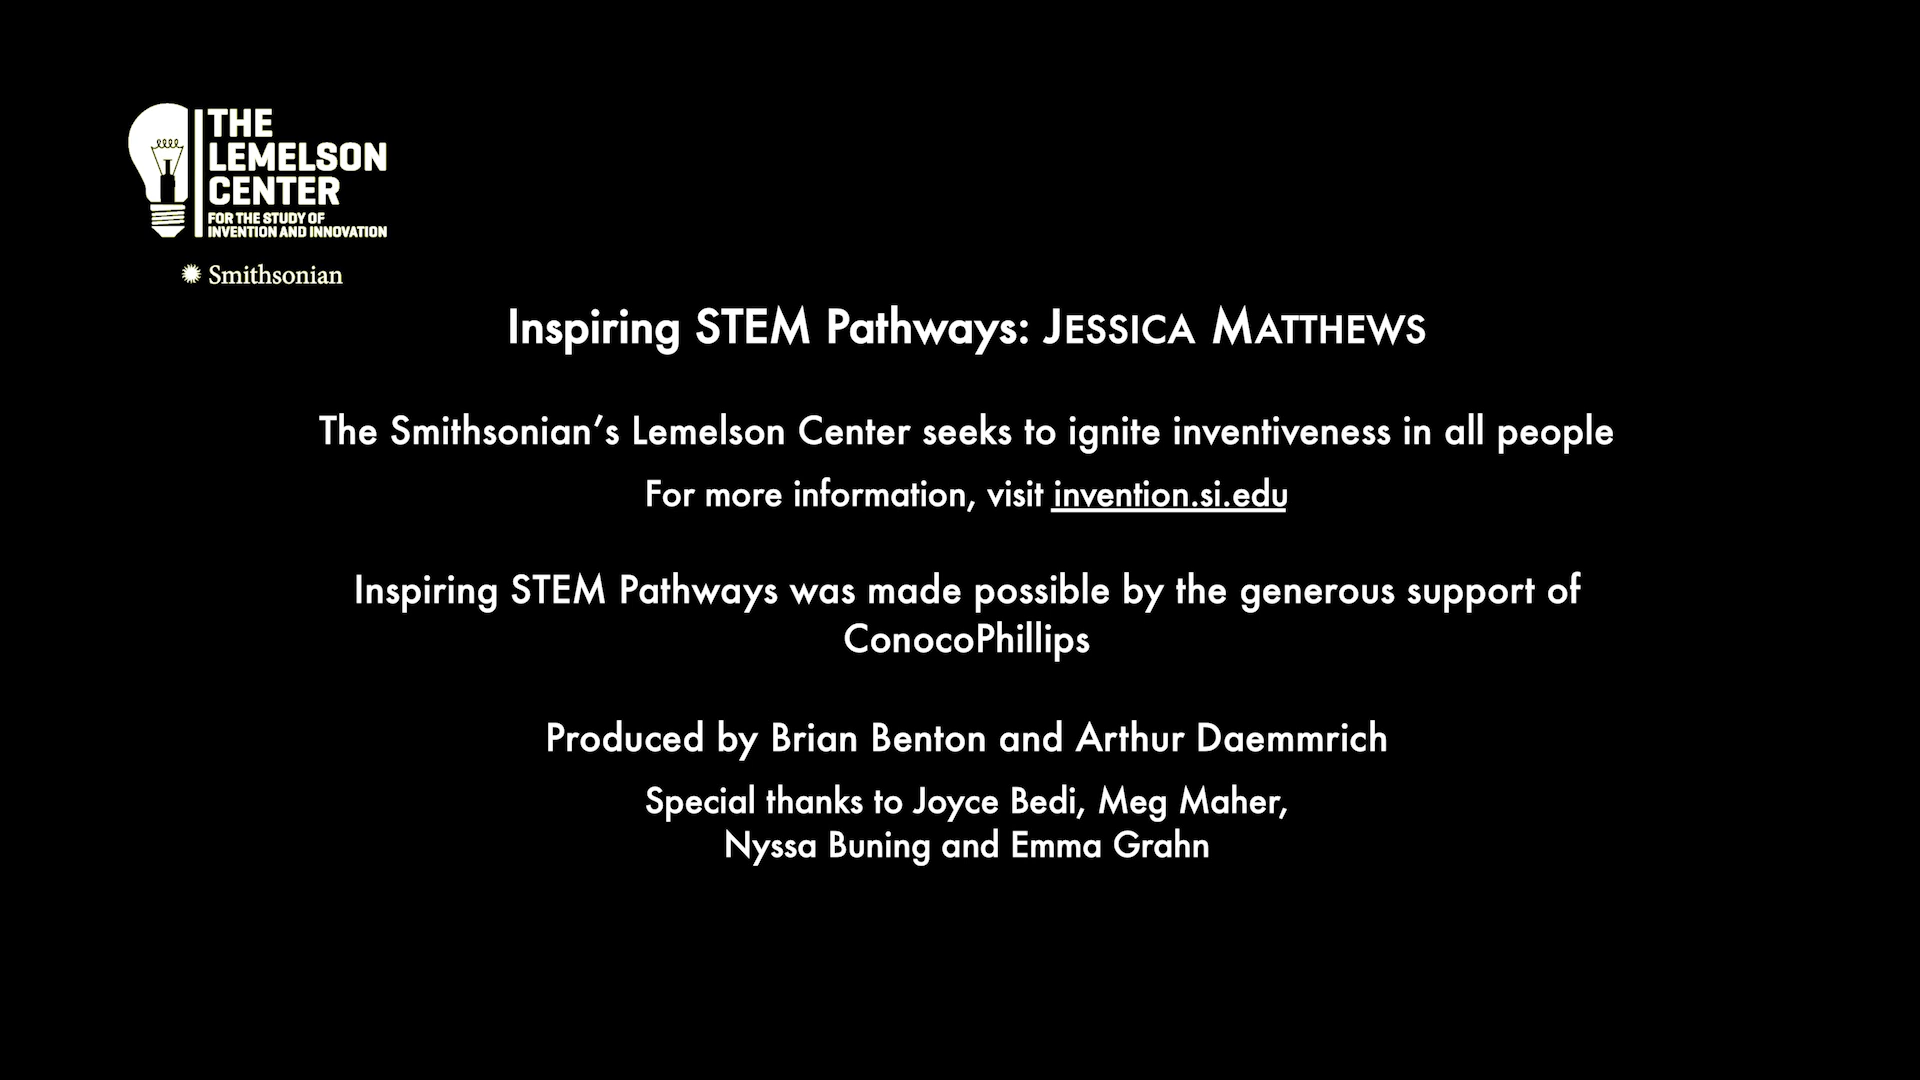 THE
LEMELSON
CENTER
FOR THE STUDY OF
INVENTION AND INNOVATION
Smithsonian
Inspiring STEM Pathways: JESSICA MATTHEWS
The Smithsonian’s Lemelson Center seeks to ignite inventiveness in all people
For more information, visit invention.si.edu
Inspiring STEM Pathways was made possible by the generous support of
ConocoPhillips
Produced by Brian Benton and Arthur Daemmrich
Special thanks to Joyce Bedi, Meg Maher,
Nyssa Buning and Emma Grahn